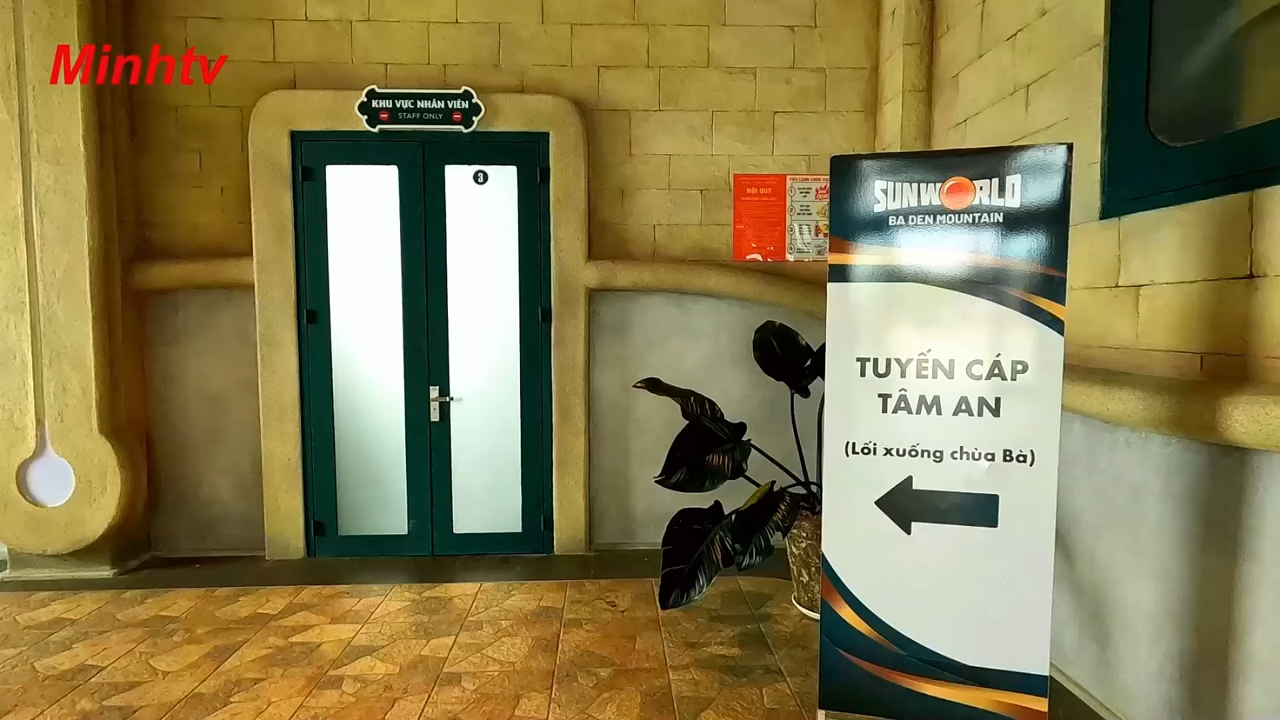 Minhtv
KHU VỰC NHÂN VIÊN
STAFF ONLY
3
NỘI QUY
SUNWORLD
BA DEN MOUNTAIN
TUYẾN CÁP
TÂM AN
(Lối xuống chùa Bà)